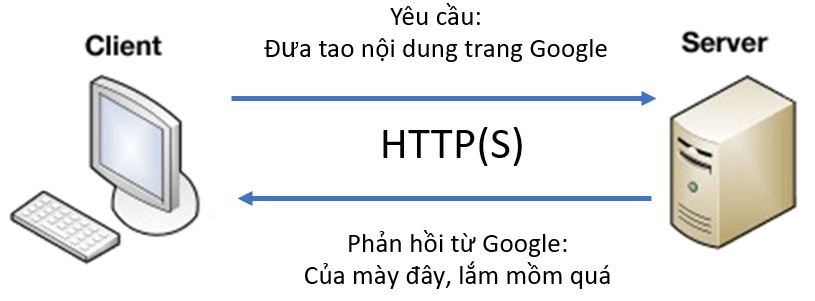 Yêu cầu:
Đưa tao nội dung trang Google
Client
Server
HTTP(S)
Phản hồi từ Google:
Của mày đây, lắm mồm quá